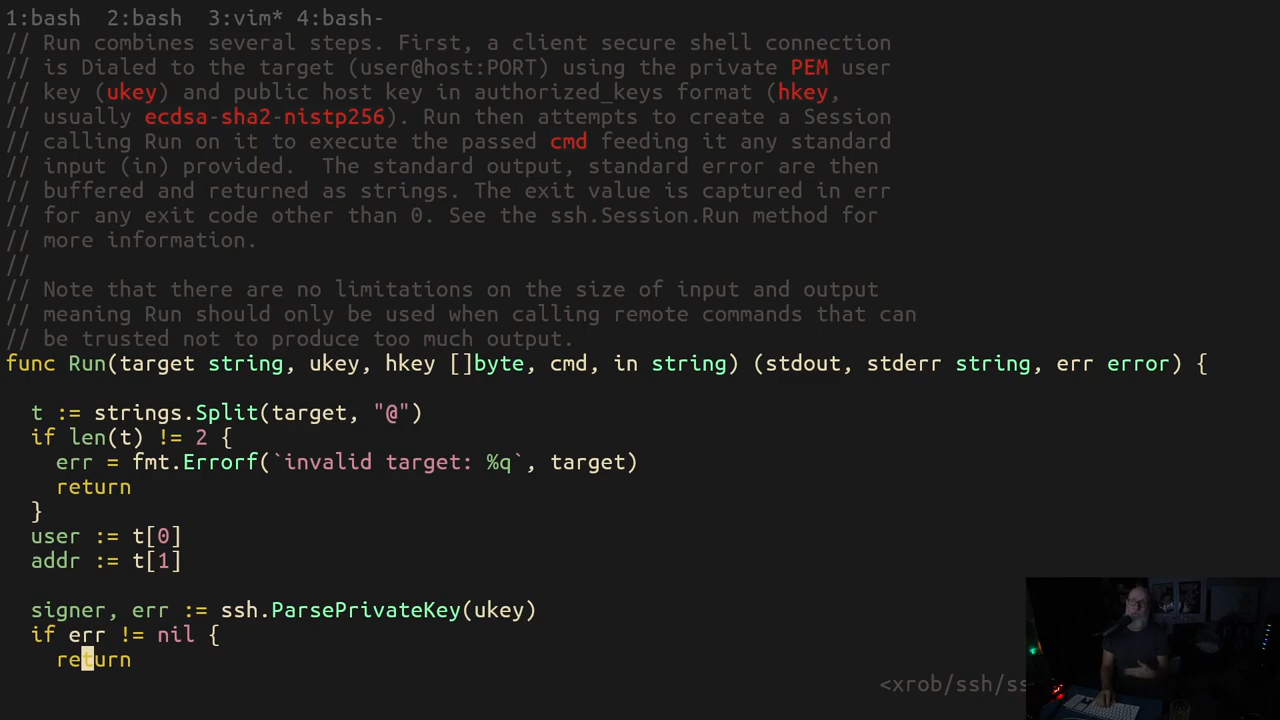 1:bash  2:bash  3:vim* 4:bash-
// Run combines several steps. First, a client secure shell connection
// is Dialed to the target (user@host:PORT) using the private PEM user
// key (ukey) and public host key in authorized_keys format (hkey,
// usually ecdsa-sha2-nistp256). Run then attempts to create a Session
// calling Run on it to execute the passed cmd feeding it any standard
// input (in) provided.  The standard output, standard error are then
// buffered and returned as strings. The exit value is captured in err
// for any exit code other than 0. See the ssh.Session.Run method for
// more information.
//
// Note that there are no limitations on the size of input and output
// meaning Run should only be used when calling remote commands that can
// be trusted not to produce too much output.
func Run(target string, ukey, hkey []byte, cmd, in string) (stdout, stderr string, err error) {
  t := strings.Split(target, "@")
  if len(t) != 2 {
    err = fmt.Errorf(`invalid target: %q`, target)
    return
  }
  user := t[0]
  addr := t[1]
  signer, err := ssh.ParsePrivateKey(ukey)
  if err != nil {
    return
<xrob/ssh/ss